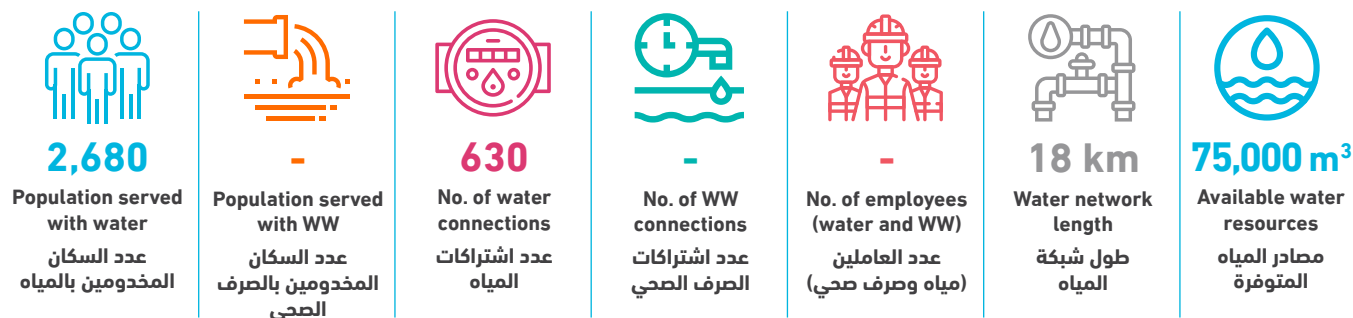 2,680
Population served
with water
عدد السكان
المخدومين بالمياه
-
Population served
with WW
عدد السكان
المخدومين بالصرف
الصحي
630
No. of water
connections
عدد اشتراكات
المياه
-
No. of WW
connections
عدد اشتراكات
الصرف الصحي
-
No. of employees
(water and WW)
عدد العاملين
(مياه وصرف صحي)
18 km
Water network
length
طول شبكة
المياه
75,000 m³
Available water
resources
مصادر المياه
المتوفرة